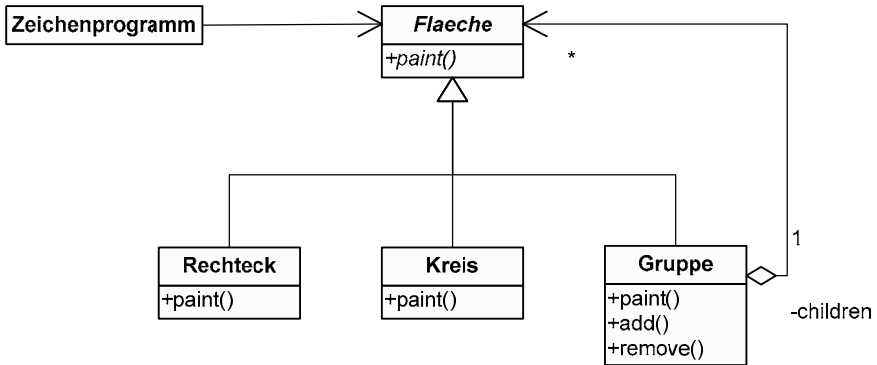 Zeichenprogramm
Flaeche
+paint()
*
1
Rechteck
+paint()
Kreis
+paint()
Gruppe
+paint()
+add()
+remove()
-children